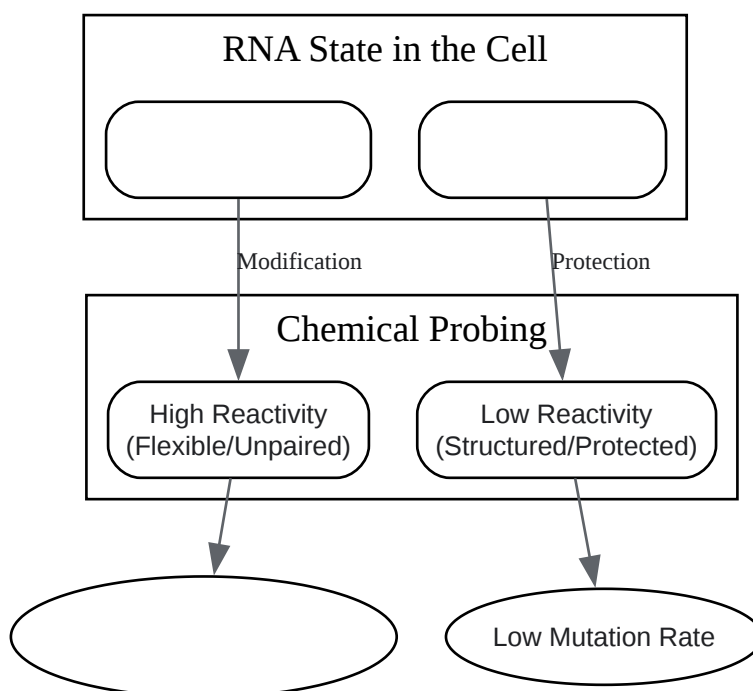 RNA State in the Cell
Modification
Protection
Chemical Probing
High Reactivity
(Flexible/Unpaired)
Low Reactivity
(Structured/Protected)
Low Mutation Rate